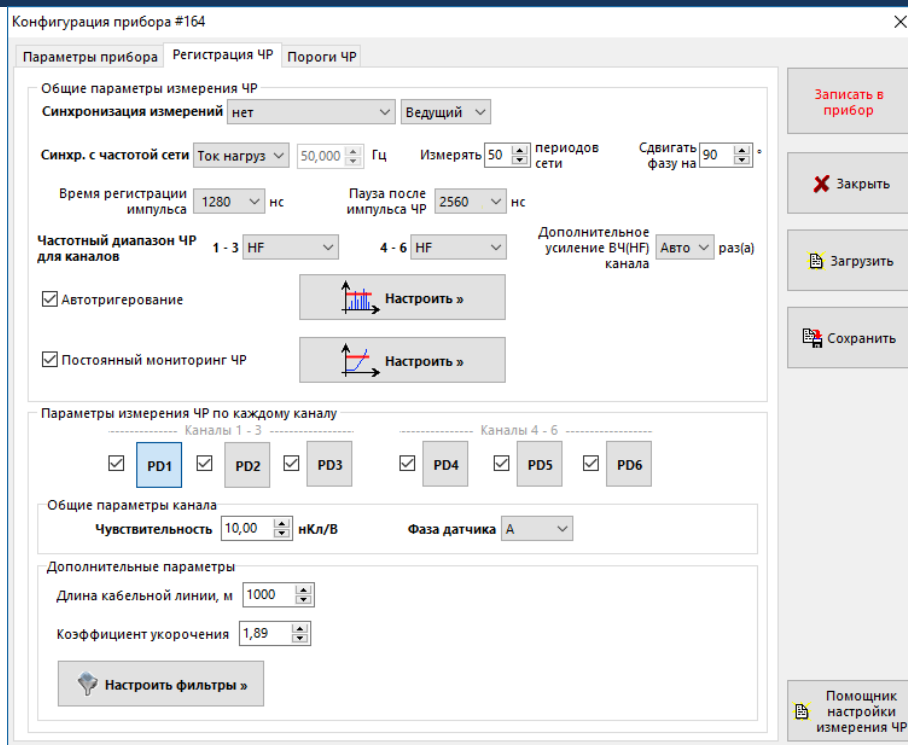 Конфигурация прибора #164
Параметры прибора Регистрация ЧР Пороги ЧР
Общие параметры измерения ЧР
Синхронизация измерений нет Ведущий
Синхр. с частотой сети Ток нагруз 50,000 Гц Измерять 50 периодов сети Сдвигать фазу на 90 °
Время регистрации импульса 1280 нс Пауза после импульса ЧР 2560 нс
Частотный диапазон ЧР для каналов 1 - 3 HF 4 - 6 HF Дополнительное усиление ВЧ(HF) канала Авто раз(а)
Автотригерование Настроить »
Постоянный мониторинг ЧР Настроить »
Параметры измерения ЧР по каждому каналу
Каналы 1 - 3 Каналы 4 - 6
PD1 PD2 PD3 PD4 PD5 PD6
Общие параметры канала
Чувствительность 10,00 нКл/В Фаза датчика A
Дополнительные параметры
Длина кабельной линии, м 1000
Коэффициент укорочения 1,89
Настроить фильтры »
Записать в
прибор
Закрыть
Загрузить
Сохранить
Помощник
настройки
измерения ЧР